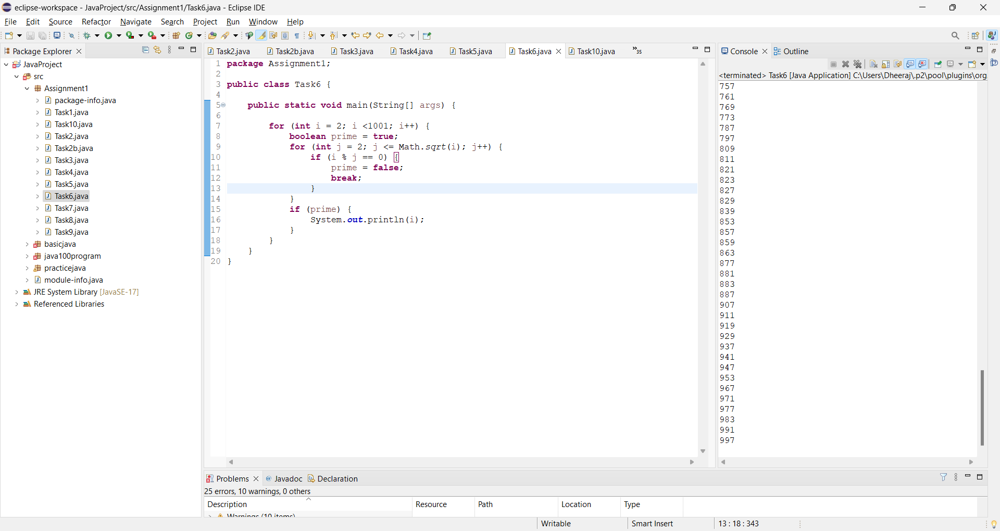 eclipse-workspace - JavaProject/src/Assignment1/Task6.java - Eclipse IDE
File Edit Source Refactor Navigate Search Project Run Window Help
Package Explorer
JavaProject
src
Assignment1
package-info.java
Task1.java
Task10.java
Task2.java
Task2b.java
Task3.java
Task4.java
Task5.java
Task6.java
Task7.java
Task8.java
Task9.java
basicjava
java100program
practicejava
module-info.java
JRE System Library [JavaSE-17]
Referenced Libraries
Task2.java Task2b.java Task3.java Task4.java Task5.java Task6.java Task10.java »35
1 package Assignment1;
2
3 public class Task6 {
4
5 public static void main(String[] args) {
6
7 for (int i = 2; i <1001; i++) {
8 boolean prime = true;
9 for (int j = 2; j <= Math.sqrt(i); j++) {
10 if (i % j == 0) {
11 prime = false;
12 break;
13 }
14 }
15 if (prime) {
16 System.out.println(i);
17 }
18 }
19 }
20 }
Console Outline
<terminated> Task6 [Java Application] C:\Users\Dheeraj\.p2\pool\plugins\org
757
761
769
773
787
797
809
811
821
823
827
829
839
853
857
859
863
877
881
883
887
907
911
919
929
937
941
947
953
967
971
977
983
991
997
Problems @ Javadoc Declaration
25 errors, 10 warnings, 0 others
Description Resource Path Location Type
Warnings (10 items)
Writable Smart Insert 13 : 18 : 343